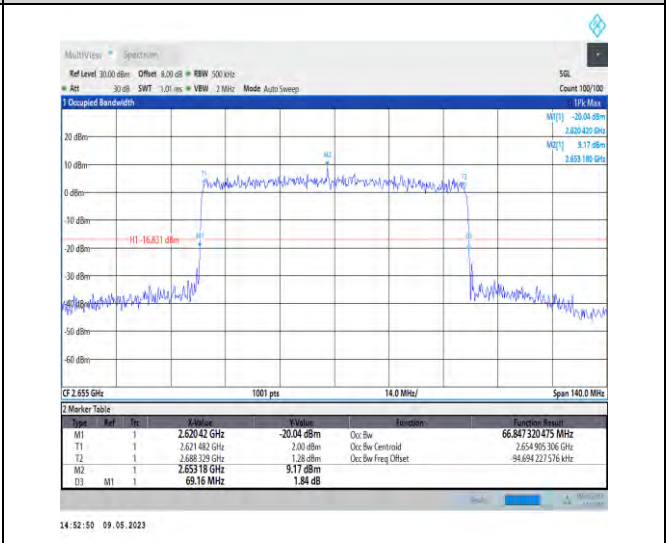 MultiView Spectrum
Ref Level 30.00 dBm Offset 8.00 dB RBW 500 kHz SGL
Att 30 dB SWT 1.01 ms VBW 2 MHz Mode Auto Sweep Count 100/100
1 Occupied Bandwidth 1Pk Max
M1[1] -20.04 dBm
2.620 420 GHz
M2[1] 9.17 dBm
2.653 180 GHz
20 dBm
10 dBm
M2
T1 T2
0 dBm
-10 dBm
H1 -16.831 dBm M1 D3
-20 dBm
-30 dBm
-40 dBm
-50 dBm
-60 dBm
CF 2.655 GHz 1001 pts 14.0 MHz/ Span 140.0 MHz
2 Marker Table
Type Ref Trc X-Value Y-Value Function Function Result
M1 1 2.620 42 GHz -20.04 dBm Occ Bw 66.847 320 475 MHz
T1 1 2.621 482 GHz 2.00 dBm Occ Bw Centroid 2.654 905 306 GHz
T2 1 2.688 329 GHz 1.28 dBm Occ Bw Freq Offset -94.694 227 576 kHz
M2 1 2.653 18 GHz 9.17 dBm
D3 M1 1 69.16 MHz 1.84 dB
14:52:50 09.05.2023